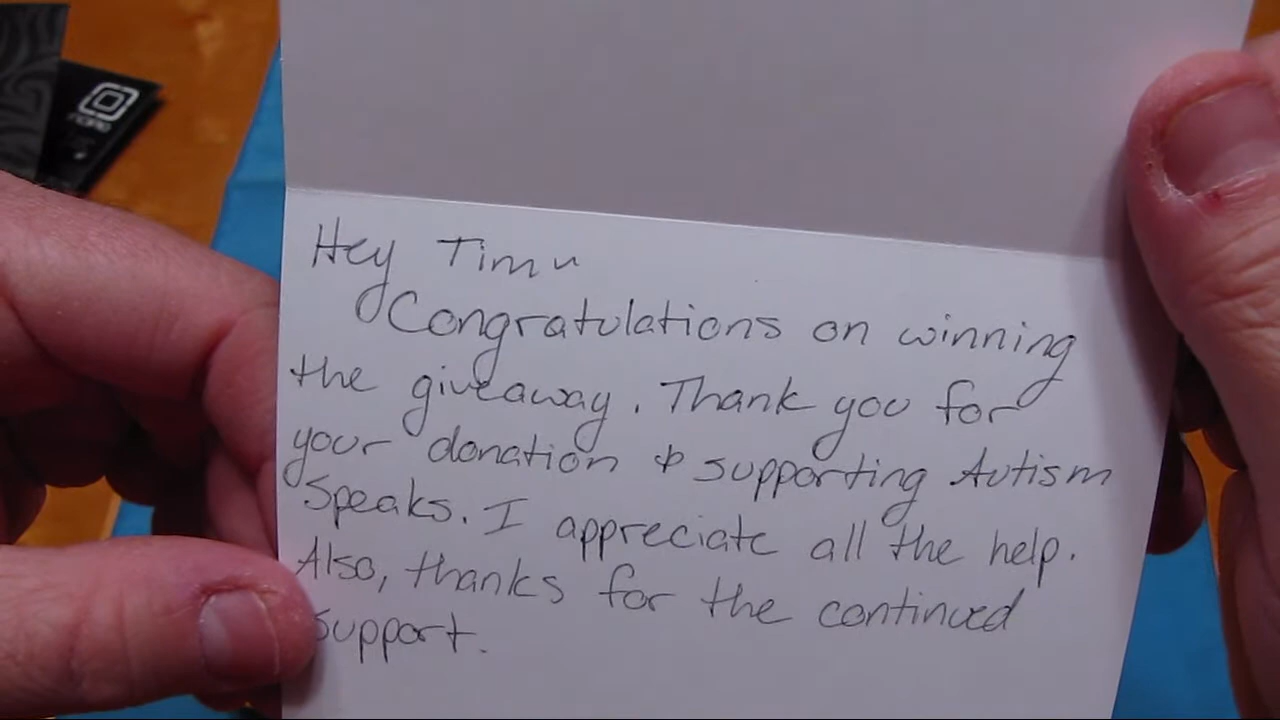 Hey Tim
Congratulations on winning
the giveaway. Thank you for
your donation & supporting Autism
Speaks. I appreciate all the help.
Also, thanks for the continued
Support.